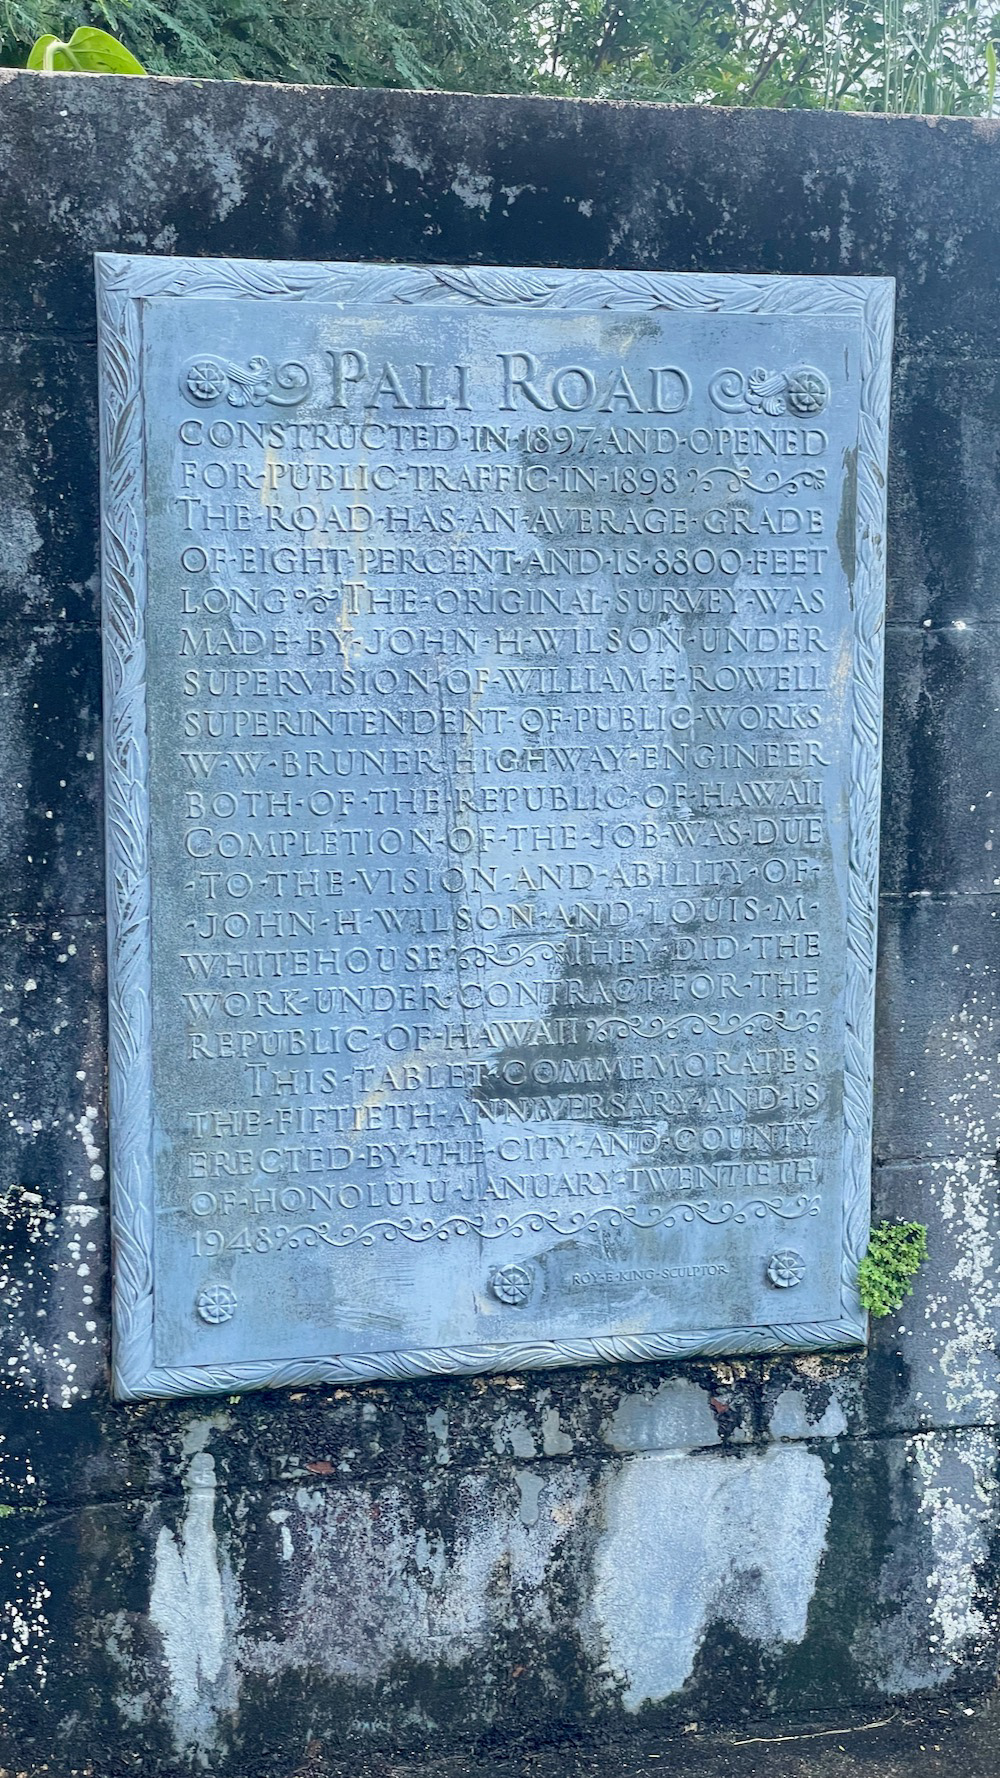 PALI ROAD
CONSTRUCTED·IN·1897·AND·OPENED
FOR·PUBLIC·TRAFFIC·IN·1898
THE·ROAD·HAS·AN·AVERAGE·GRADE
OF·EIGHT·PERCENT·AND·IS·8800·FEET
LONG THE·ORIGINAL·SURVEY·WAS
MADE·BY·JOHN·H·WILSON·UNDER
SUPERVISION·OF·WILLIAM·E·ROWELL
SUPERINTENDENT·OF·PUBLIC·WORKS
W·W·BRUNER·HIGHWAY·ENGINEER
BOTH·OF·THE·REPUBLIC·OF·HAWAII
COMPLETION·OF·THE·JOB·WAS·DUE
·TO·THE·VISION·AND·ABILITY·OF·
·JOHN·H·WILSON·AND·LOUIS·M·
WHITEHOUSE THEY·DID·THE
WORK·UNDER·CONTRACT·FOR·THE
REPUBLIC·OF·HAWAII
THIS·TABLET·COMMEMORATES
THE·FIFTIETH·ANNIVERSARY·AND·IS
ERECTED·BY·THE·CITY·AND·COUNTY
OF·HONOLULU·JANUARY·TWENTIETH
1948
ROY·E·KING·SCULPTOR